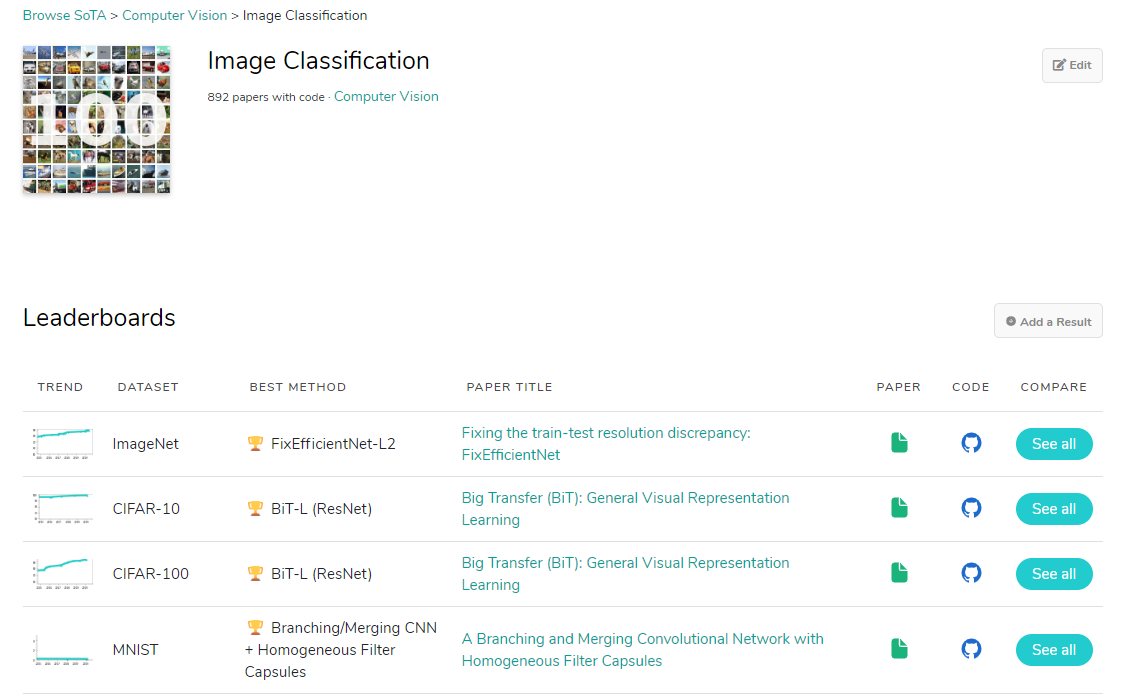 Browse SoTA > Computer Vision > Image Classification
100
Image Classification
Edit
892 papers with code · Computer Vision
Leaderboards
Add a Result
TREND DATASET BEST METHOD PAPER TITLE PAPER CODE COMPARE
ImageNet
FixEfficientNet-L2
Fixing the train-test resolution discrepancy:
FixEfficientNet
See all
CIFAR-10
BiT-L (ResNet)
Big Transfer (BiT): General Visual Representation
Learning
See all
CIFAR-100
BiT-L (ResNet)
Big Transfer (BiT): General Visual Representation
Learning
See all
MNIST
Branching/Merging CNN
+ Homogeneous Filter
Capsules
A Branching and Merging Convolutional Network with
Homogeneous Filter Capsules
See all